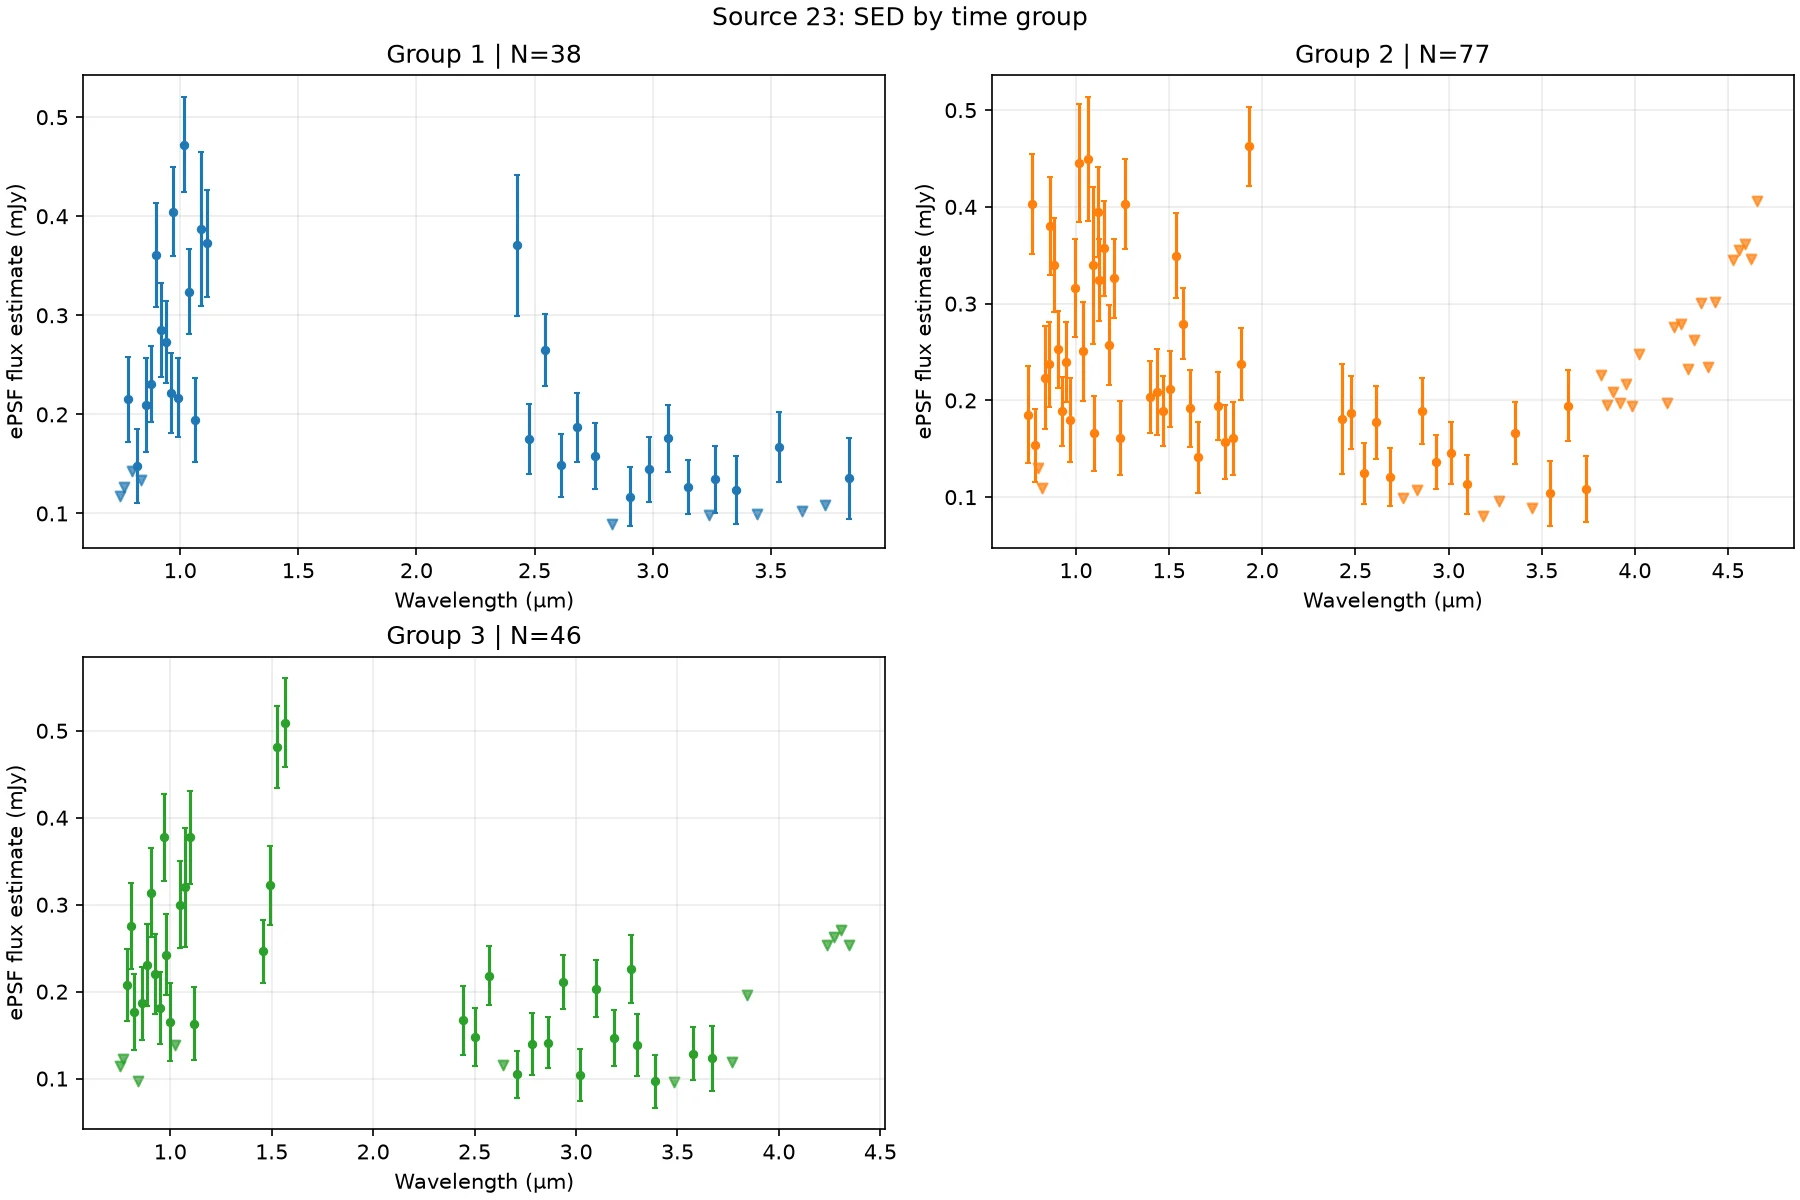 Source 23: SED by time group
Group 1 | N=38
ePSF flux estimate (mJy)
0.5
0.4
0.3
0.2
0.1
1.0 1.5 2.0 2.5 3.0 3.5
Wavelength (µm)
Group 2 | N=77
ePSF flux estimate (mJy)
0.5
0.4
0.3
0.2
0.1
1.0 1.5 2.0 2.5 3.0 3.5 4.0 4.5
Wavelength (µm)
Group 3 | N=46
ePSF flux estimate (mJy)
0.5
0.4
0.3
0.2
0.1
1.0 1.5 2.0 2.5 3.0 3.5 4.0 4.5
Wavelength (µm)